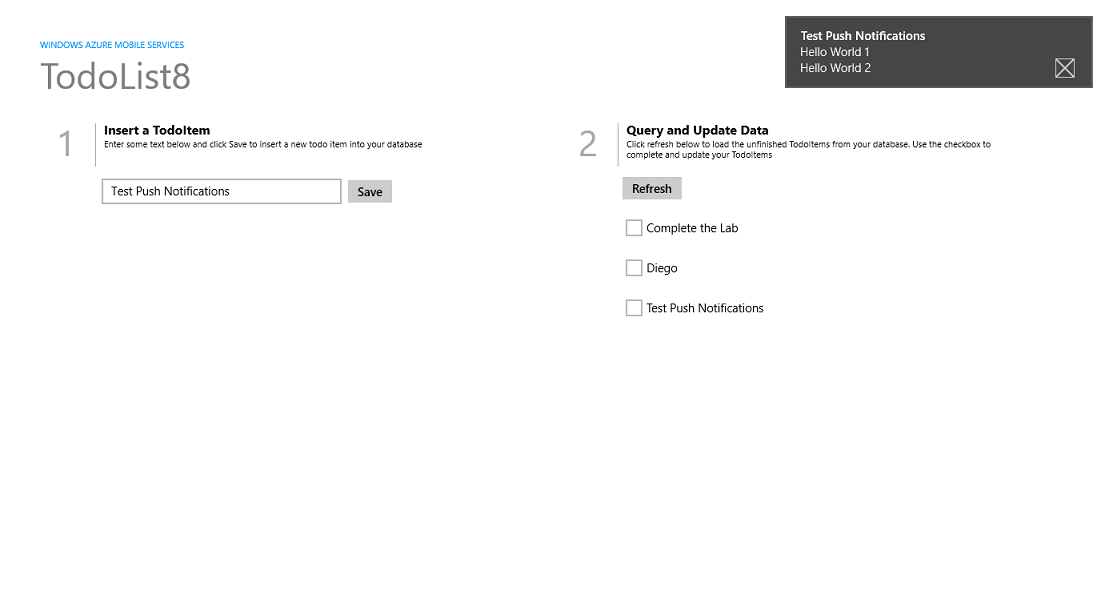 WINDOWS AZURE MOBILE SERVICES
TodoList8
Test Push Notifications
Hello World 1
Hello World 2
1
Insert a TodoItem
Enter some text below and click Save to insert a new todo item into your database
Test Push Notifications
Save
2
Query and Update Data
Click refresh below to load the unfinished TodoItems from your database. Use the checkbox to
complete and update your TodoItems
Refresh
Complete the Lab
Diego
Test Push Notifications